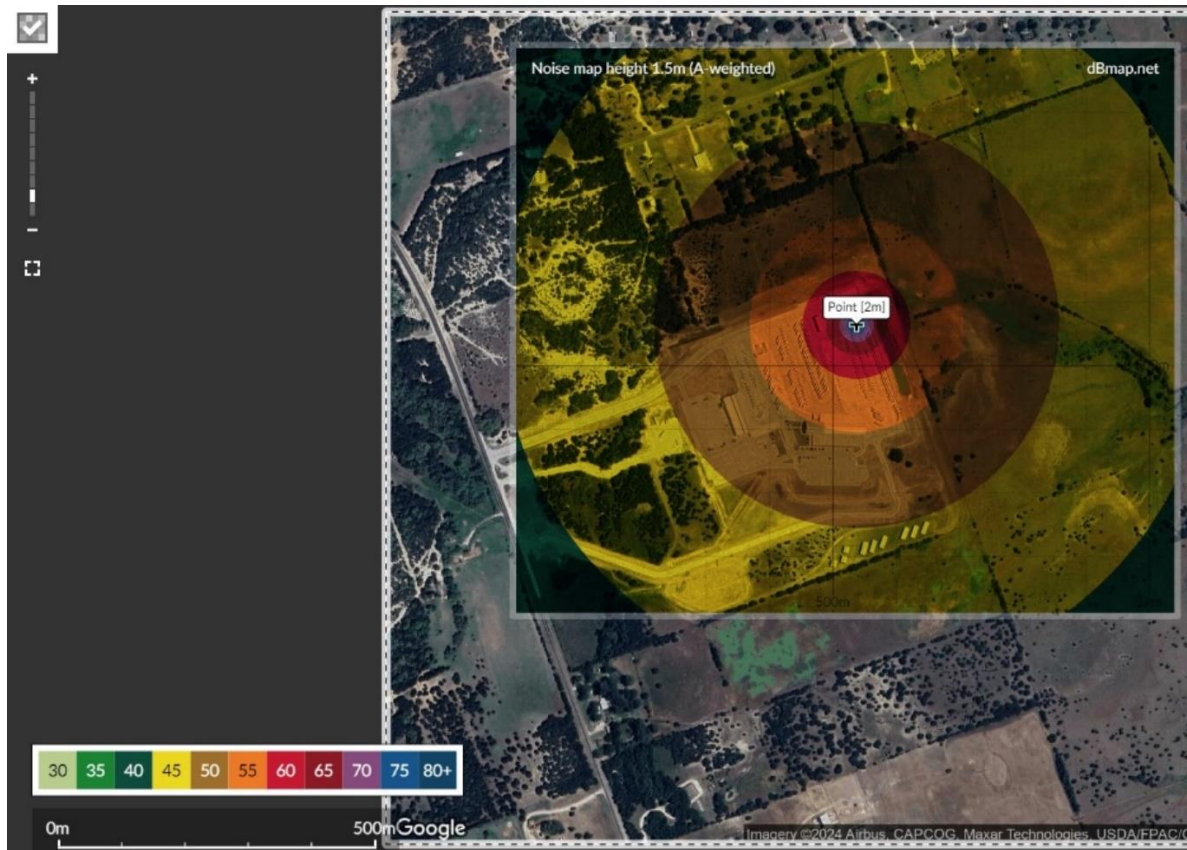 +
Noise map height 1.5m (A-weighted) dBmap.net
−
Point [2m]
500m
30 35 40 45 50 55 60 65 70 75 80+
0m 500m Google
Imagery ©2024 Airbus, CAPCOG, Maxar Technologies, USDA/FPAC/